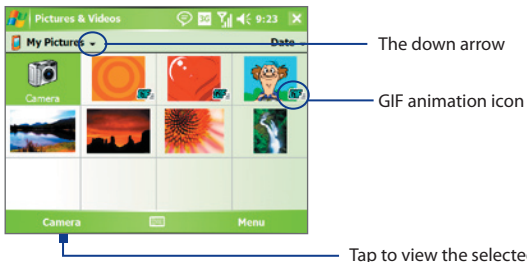 Pictures & Videos 3G 9:23
My Pictures Date
The down arrow
Camera
GIF animation icon
Camera Menu
Tap to view the selecte